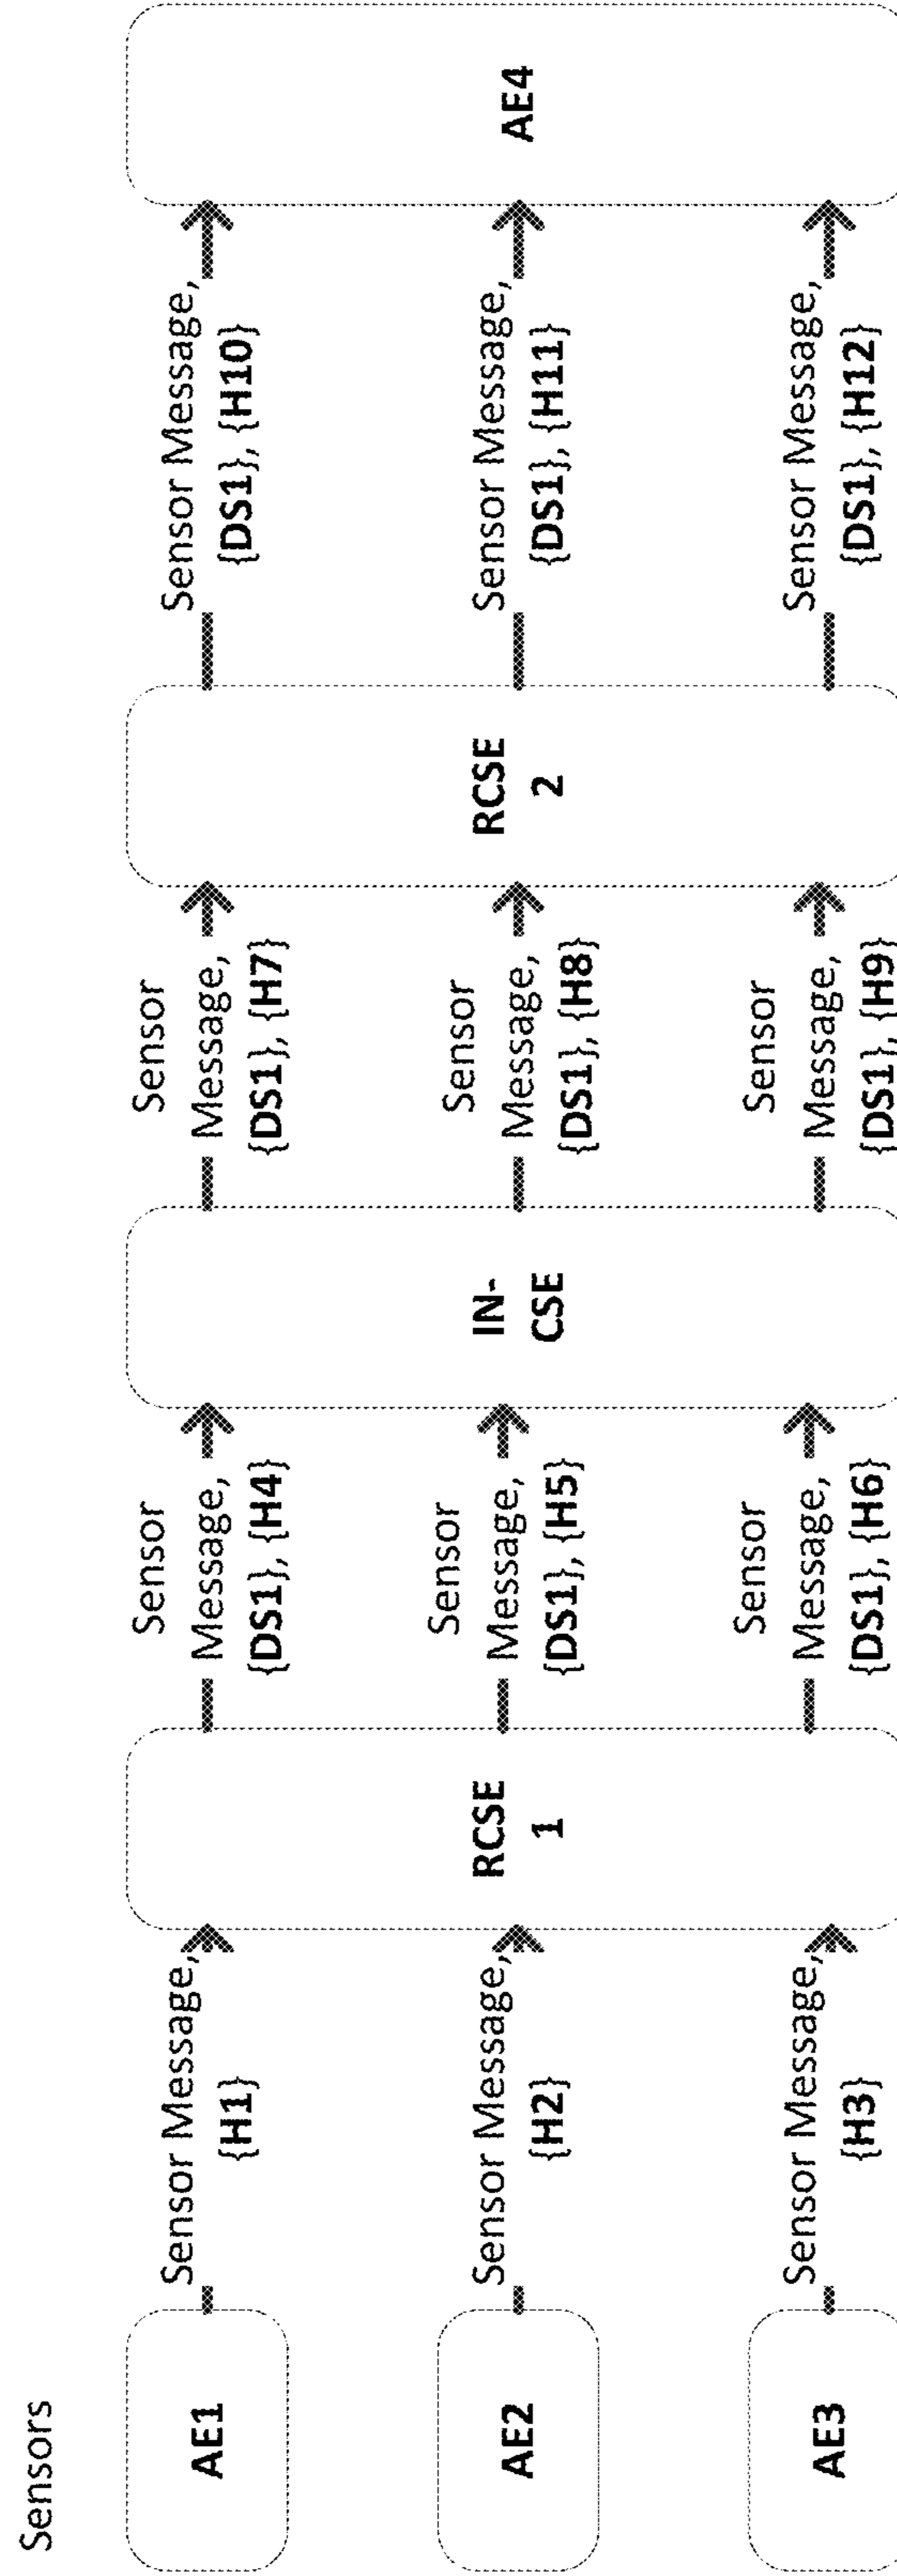 Sensors
AE1
Sensor Message,
{H1}
AE2
Sensor Message,
{H2}
AE3
Sensor Message,
{H3}
RCSE
1
Sensor
Message,
{DS1}, {H4}
Sensor
Message,
{DS1}, {H5}
Sensor
Message,
{DS1}, {H6}
IN-
CSE
Sensor
Message,
{DS1}, {H7}
Sensor
Message,
{DS1}, {H8}
Sensor
Message,
{DS1}, {H9}
RCSE
2
Sensor Message,
{DS1}, {H10}
Sensor Message,
{DS1}, {H11}
Sensor Message,
{DS1}, {H12}
AE4